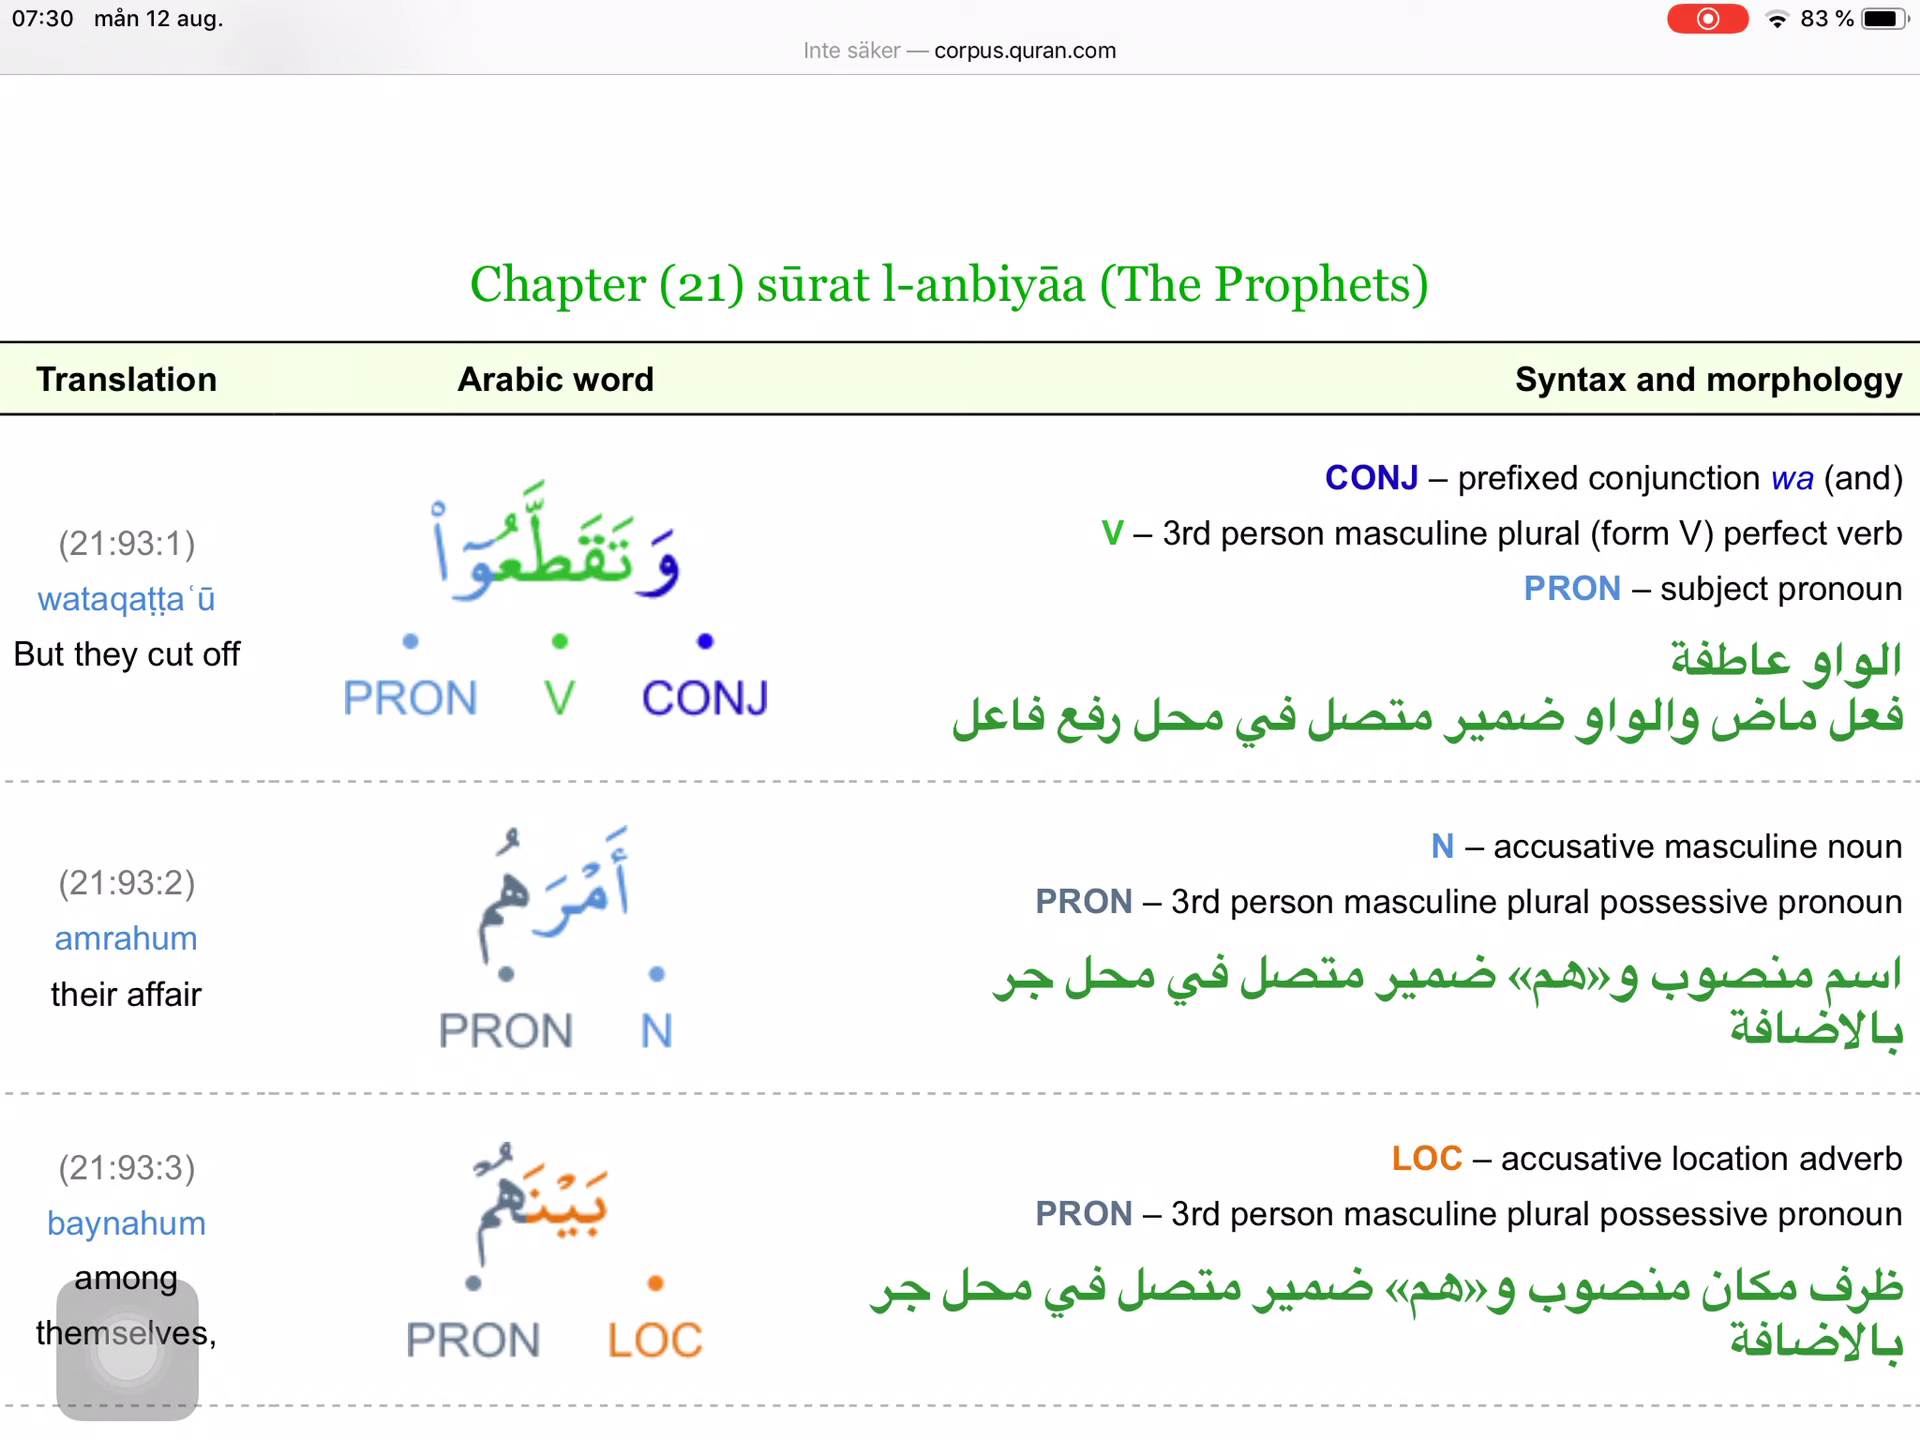 07:30 mån 12 aug.
83 %
Inte säker — corpus.quran.com
Chapter (21) sūrat l-anbiyāa (The Prophets)
Translation Arabic word Syntax and morphology
(21:93:1)
wataqaṭṭaʿū
But they cut off
وَتَقَطَّعُوٓا۟
PRON V CONJ
CONJ – prefixed conjunction wa (and)
V – 3rd person masculine plural (form V) perfect verb
PRON – subject pronoun
الواو عاطفة
فعل ماض والواو ضمير متصل في محل رفع فاعل
(21:93:2)
amrahum
their affair
أَمْرَهُم
PRON N
N – accusative masculine noun
PRON – 3rd person masculine plural possessive pronoun
اسم منصوب و«هم» ضمير متصل في محل جر
بالاضافة
(21:93:3)
baynahum
among
themselves,
بَيْنَهُمْ
PRON LOC
LOC – accusative location adverb
PRON – 3rd person masculine plural possessive pronoun
ظرف مكان منصوب و«هم» ضمير متصل في محل جر
بالاضافة